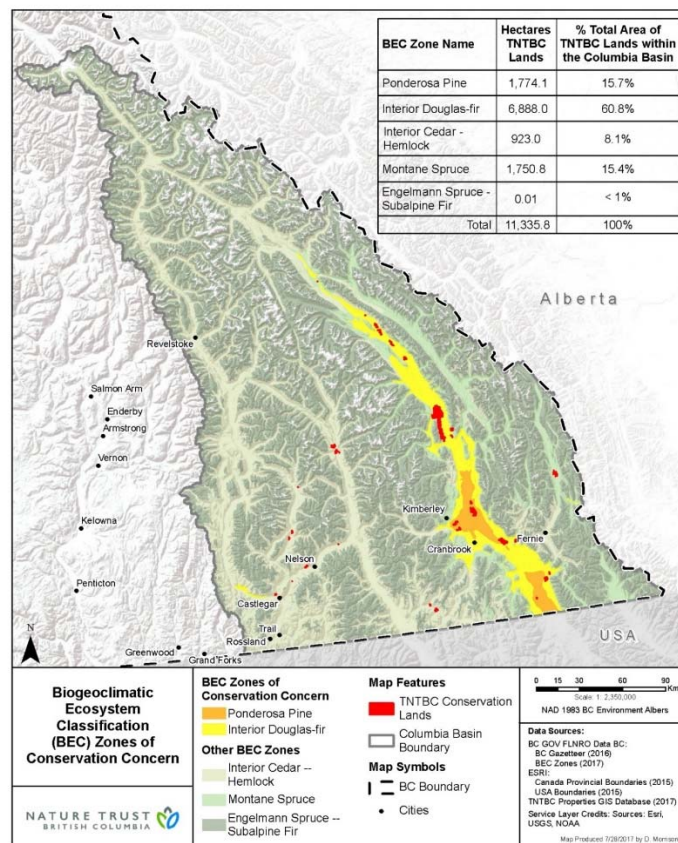 BEC Zone Name
Hectares
TNTBC
Lands
% Total Area of
TNTBC Lands within
the Columbia Basin
Ponderosa Pine
1,774.1
15.7%
Interior Douglas-fir
6,888.0
60.8%
Interior Cedar -
Hemlock
923.0
8.1%
Montane Spruce
1,750.8
15.4%
Engelmann Spruce -
Subalpine Fir
0.01
< 1%
Total
11,335.8
100%
Alberta
Revelstoke
Salmon Arm
Enderby
Armstrong
Vernon
Kelowna
Kimberley
Fernie
Cranbrook
Penticton
Nelson
Castlegar
Trail
Rossland
USA
Greenwood
Grand Forks
N
Biogeoclimatic
Ecosystem
Classification
(BEC) Zones of
Conservation Concern
NATURE TRUST
BRITISH COLUMBIA
BEC Zones of
Conservation Concern
Ponderosa Pine
Interior Douglas-fir
Other BEC Zones
Interior Cedar --
Hemlock
Montane Spruce
Engelmann Spruce --
Subalpine Fir
Map Features
TNTBC Conservation
Lands
Columbia Basin
Boundary
Map Symbols
BC Boundary
Cities
0 15 30 60 90
Km
Scale: 1: 2,350,000
NAD 1983 BC Environment Albers
Data Sources:
BC GOV FLNRO Data BC:
BC Gazetteer (2016)
BEC Zones (2017)
ESRI:
Canada Provincial Boundaries (2015)
USA Boundaries (2015)
TNTBC Properties GIS Database (2017)
Service Layer Credits: Sources: Esri,
USGS, NOAA
Map Produced 7/28/2017 by D. Morrison